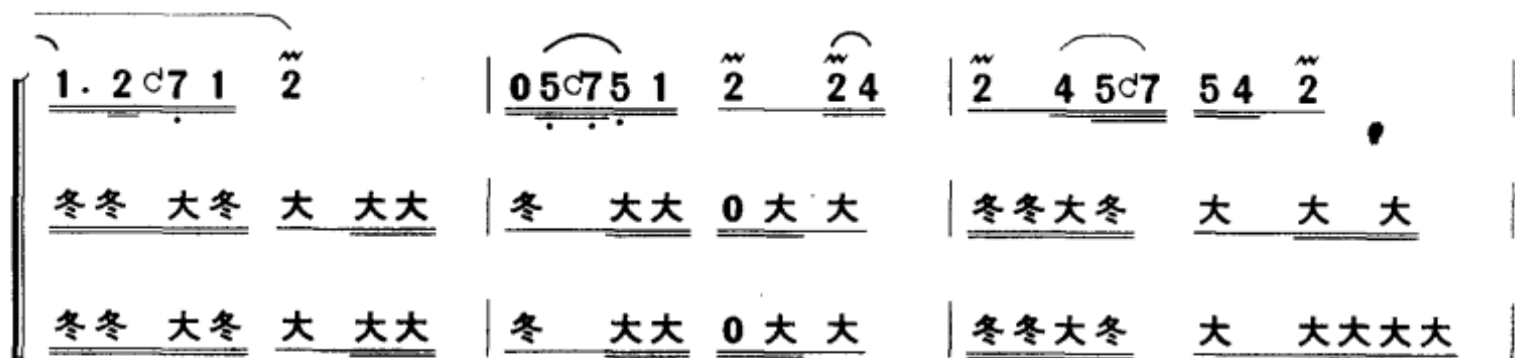 1. 2 c 7 1 2 | 0 5 c 7 5 1 2 2 4 | 2 4 5 c 7 5 4 2 |
冬冬 大冬 大 大大 | 冬 大大 0 大 大 | 冬冬大冬 大 大 大 |
冬冬 大冬 大 大大 | 冬 大大 0 大 大 | 冬冬大冬 大 大大大大 |